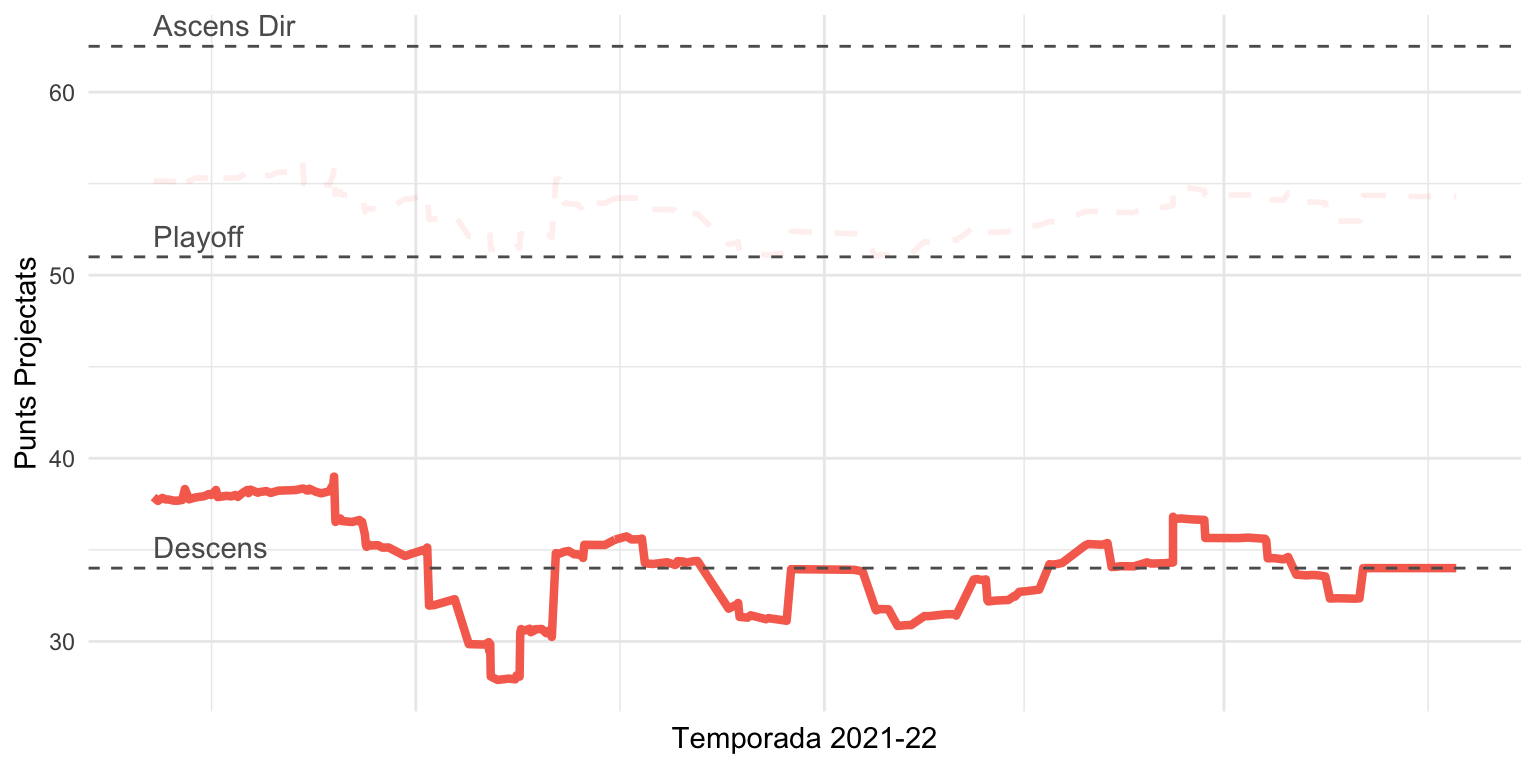 Ascens Dir
60
Playoff
50
Punts Projectats
40
Descens
30
Temporada 2021-22